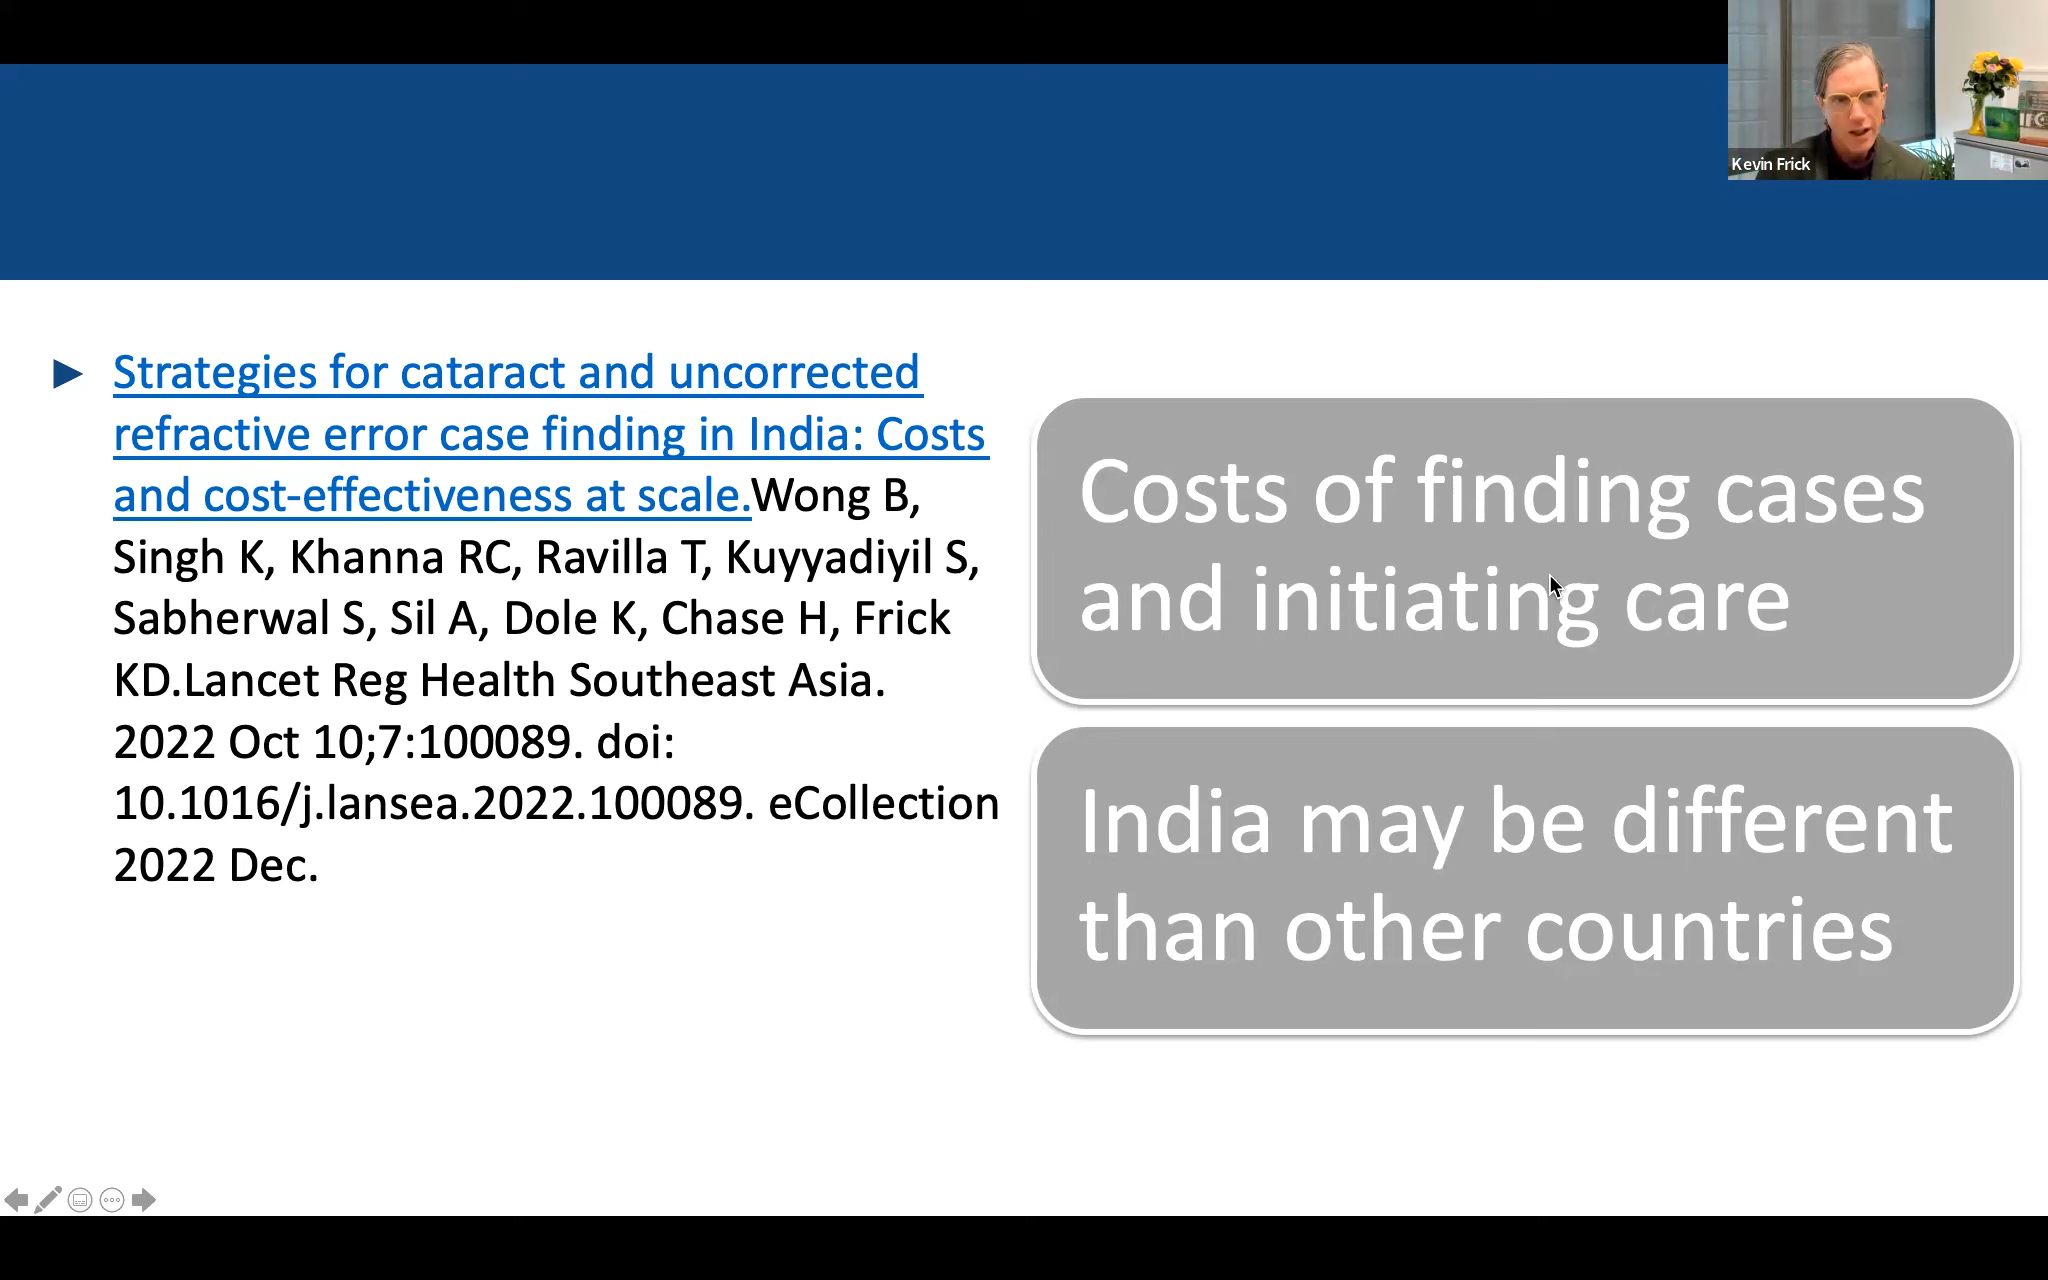 Kevin Frick
► Strategies for cataract and uncorrected
refractive error case finding in India: Costs
and cost-effectiveness at scale.Wong B,
Singh K, Khanna RC, Ravilla T, Kuyyadiyil S,
Sabherwal S, Sil A, Dole K, Chase H, Frick
KD.Lancet Reg Health Southeast Asia.
2022 Oct 10;7:100089. doi:
10.1016/j.lansea.2022.100089. eCollection
2022 Dec.
Costs of finding cases
and initiating care
India may be different
than other countries